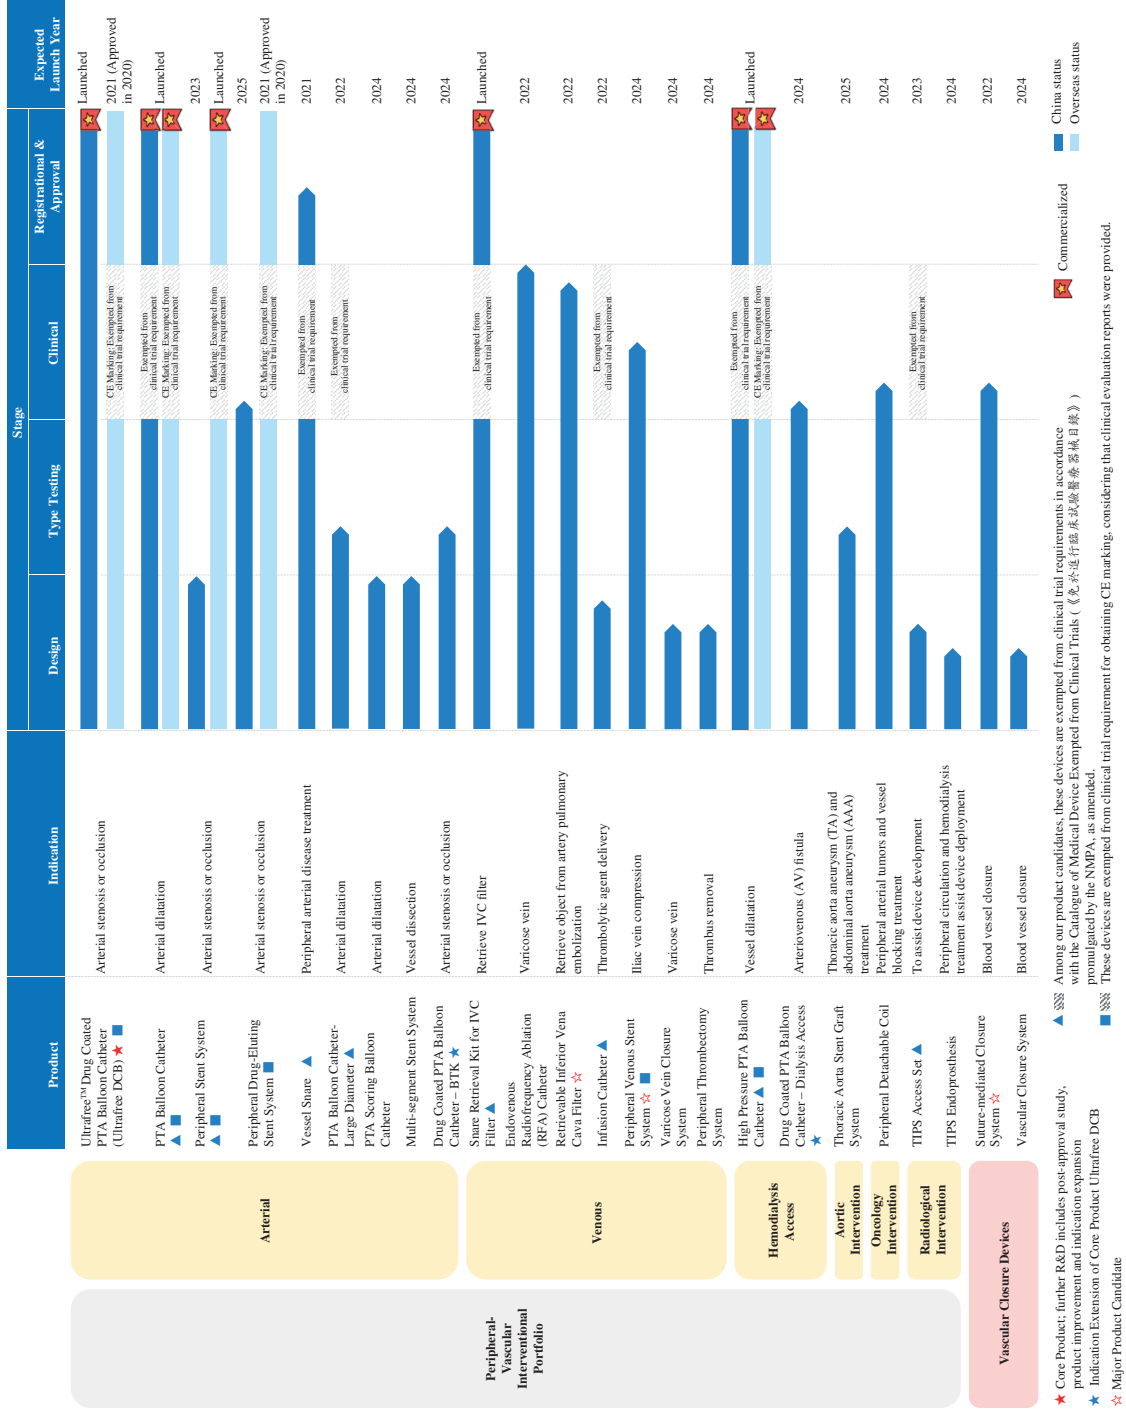 Product
Indication
Stage
Expected
Launch Year
Design
Type Testing
Clinical
Registrational &
Approval
Peripheral-
Vascular
Interventional
Portfolio
Arterial
Ultrafree™ Drug Coated
PTA Balloon Catheter
(Ultrafree DCB) ★ ■
Arterial stenosis or occlusion
Launched
CE Marking: Exempted from
clinical trial requirement
2021 (Approved
in 2020)
PTA Balloon Catheter
▲ ■
Arterial dilatation
Exempted from
clinical trial requirement
CE Marking: Exempted from
clinical trial requirement
Launched
Peripheral Stent System
▲ ■
Arterial stenosis or occlusion
2023
CE Marking: Exempted from
clinical trial requirement
Launched
Peripheral Drug-Eluting
Stent System ■
Arterial stenosis or occlusion
2025
CE Marking: Exempted from
clinical trial requirement
2021 (Approved
in 2020)
Vessel Snare ▲
Peripheral arterial disease treatment
Exempted from
clinical trial requirement
2021
PTA Balloon Catheter-
Large Diameter ▲
Arterial dilatation
Exempted from
clinical trial requirement
2022
PTA Scoring Balloon
Catheter
Arterial dilatation
2024
Multi-segment Stent System
Vessel dissection
2024
Drug Coated PTA Balloon
Catheter – BTK ★
Arterial stenosis or occlusion
2024
Venous
Snare Retrieval Kit for IVC
Filter ▲
Retrieve IVC filter
Exempted from
clinical trial requirement
Launched
Endovenous
Radiofrequency Ablation
(RFA) Catheter
Varicose vein
2022
Retrievable Inferior Vena
Cava Filter ☆
Retrieve object from artery pulmonary
embolization
2022
Infusion Catheter ▲
Thrombolytic agent delivery
Exempted from
clinical trial requirement
2022
Peripheral Venous Stent
System ☆ ■
Iliac vein compression
2024
Varicose Vein Closure
System
Varicose vein
2024
Peripheral Thrombectomy
System
Thrombus removal
2024
Hemodialysis
Access
High Pressure PTA Balloon
Catheter ▲ ■
Vessel dilatation
Exempted from
clinical trial requirement
CE Marking: Exempted from
clinical trial requirement
Launched
Drug Coated PTA Balloon
Catheter – Dialysis Access
★
Arteriovenous (AV) fistula
2024
Aortic
Intervention
Thoracic Aorta Stent Graft
System
Thoracic aorta aneurysm (TA) and
abdominal aorta aneurysm (AAA)
treatment
2025
Oncology
Intervention
Peripheral Detachable Coil
Peripheral arterial tumors and vessel
blocking treatment
2024
Radiological
Intervention
TIPS Access Set ▲
To assist device development
Exempted from
clinical trial requirement
2023
TIPS Endoprosthesis
Peripheral circulation and hemodialysis
treatment assist device deployment
2024
Vascular Closure Devices
Suture-mediated Closure
System ☆
Blood vessel closure
2022
Vascular Closure System
Blood vessel closure
2024
★ Core Product; further R&D includes post-approval study,
product improvement and indication expansion
★ Indication Extension of Core Product Ultrafree DCB
☆ Major Product Candidate
▲ Among our product candidates, these devices are exempted from clinical trial requirements in accordance
with the Catalogue of Medical Device Exempted from Clinical Trials (《免於進行臨床試驗醫療器械目錄》)
promulgated by the NMPA, as amended.
■ These devices are exempted from clinical trial requirement for obtaining CE marking, considering that clinical evaluation reports were provided.
Commercialized
China status
Overseas status